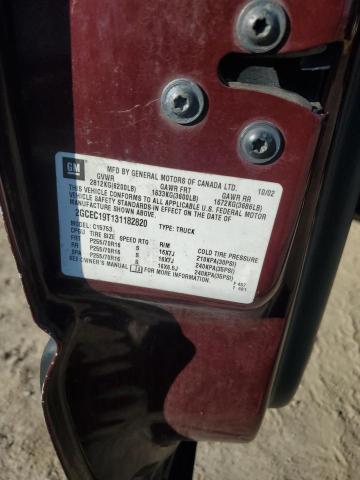 GM
MFD BY GENERAL MOTORS OF CANADA LTD. 10/02
GVWR GAWR FRT GAWR RR
2812KG(6200LB) 1633KG(3600LB) 1672KG(3686LB)
THIS VEHICLE CONFORMS TO ALL APPLICABLE U.S. FEDERAL MOTOR
VEHICLE SAFETY STANDARDS IN EFFECT ON THE DATE OF
MANUFACTURE SHOWN ABOVE.
2GCEC19T131182820 TYPE: TRUCK
MODEL: C15753
TIRE SIZE SPEED RTG RIM COLD TIRE PRESSURE
FRT P255/70R16 S 16X7J 210KPA(30PSI)
RR P255/70R16 S 16X7J 240KPA(35PSI)
SPA P255/70R16 S 16X6.5J 240KPA(35PSI)
SEE OWNER'S MANUAL FOR MORE INFORMATION.